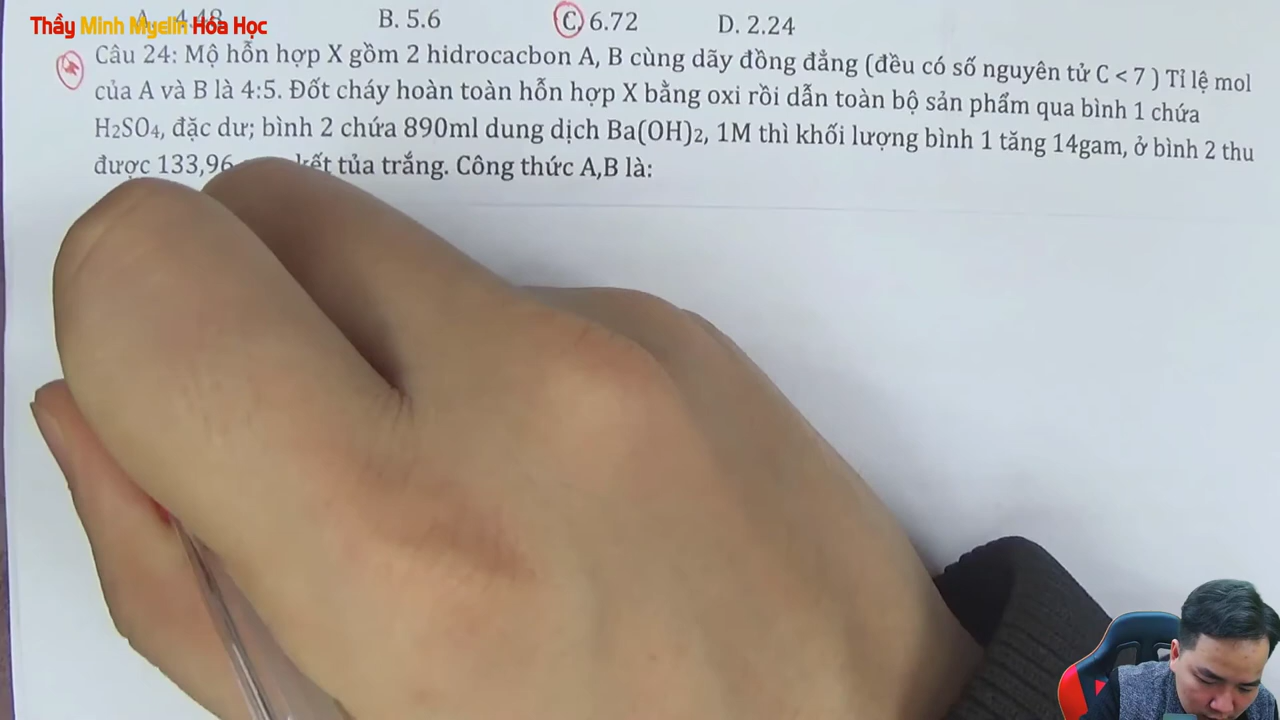 Thầy Minh Myelin Hóa Học
A. 4.48 B. 5.6 C. 6.72 D. 2.24
Câu 24: Mộ hỗn hợp X gồm 2 hidrocacbon A, B cùng dãy đồng đẳng (đều có số nguyên tử C < 7 ) Tỉ lệ mol
của A và B là 4:5. Đốt cháy hoàn toàn hỗn hợp X bằng oxi rồi dẫn toàn bộ sản phẩm qua bình 1 chứa
H2SO4, đặc dư; bình 2 chứa 890ml dung dịch Ba(OH)2, 1M thì khối lượng bình 1 tăng 14gam, ở bình 2 thu
được 133,96 kết tủa trắng. Công thức A,B là: